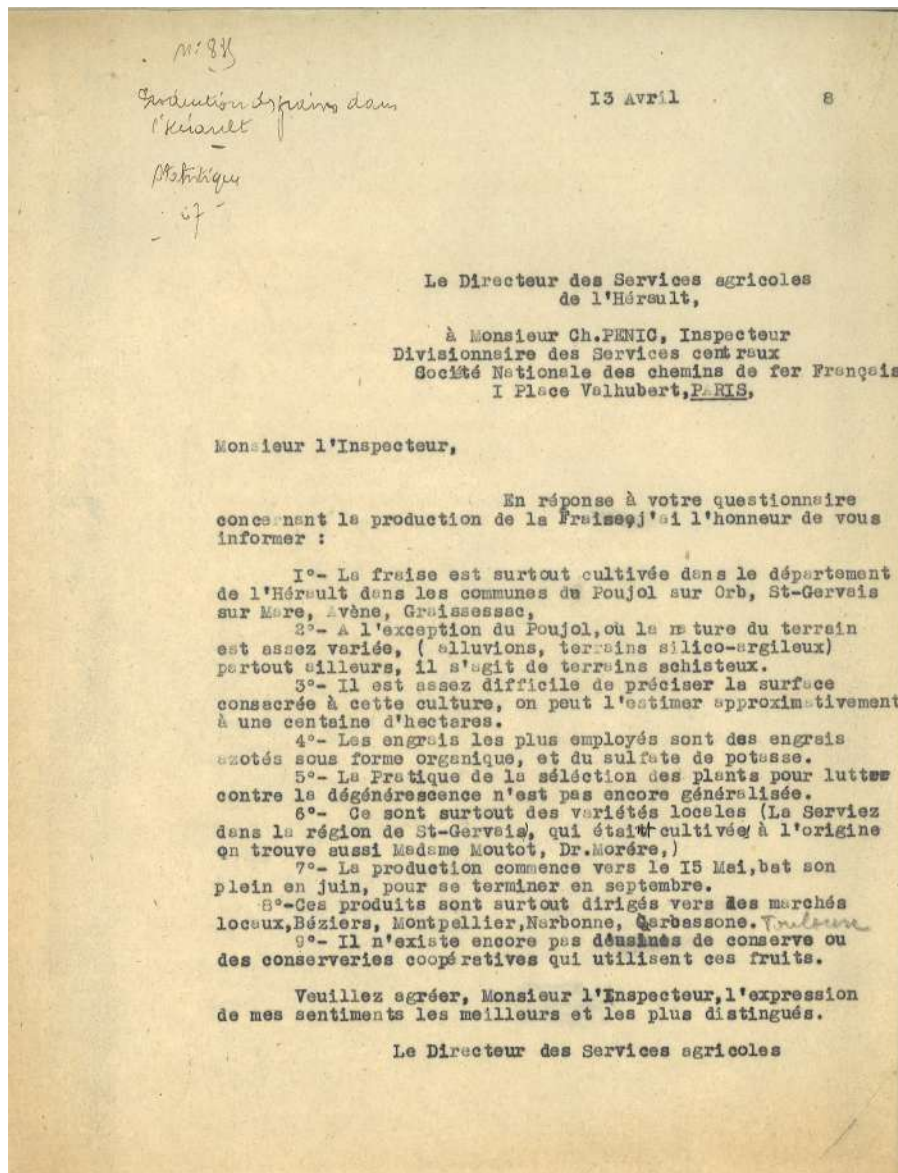 N° 835
Production de fraises dans
l'Hérault
Statistique
13 Avril 8
Le Directeur des Services agricoles
de l'Hérault,
à Monsieur Ch.PENIC, Inspecteur
Divisionnaire des Services centraux
Société Nationale des chemins de fer Français
I Place Valhubert,PARIS,
Monsieur l'Inspecteur,
En réponse à votre questionnaire
concernant la production de la Fraise,j'ai l'honneur de vous
informer :
I°- La fraise est surtout cultivée dans le département
de l'Hérault dans les communes du Poujol sur Orb, St-Gervais
sur Mare, Avène, Graissessac,
2°- A l'exception du Poujol,où la nature du terrain
est assez variée, ( alluvions, terrains silico-argileux)
partout ailleurs, il s'agit de terrains schisteux.
3°- Il est assez difficile de préciser la surface
consacrée à cette culture, on peut l'estimer approximativement
à une centaine d'hectares.
4°- Les engrais les plus employés sont des engrais
azotés sous forme organique, et du sulfate de potasse.
5°- La Pratique de la séléction des plants pour lutter
contre la dégénérescence n'est pas encore généralisée.
6°- Ce sont surtout des variétés locales (La Serviez
dans la région de St-Gervais), qui était cultivée à l'origine
on trouve aussi Madame Moutot, Dr.Morére,)
7°- La production commence vers le I5 Mai,bat son
plein en juin, pour se terminer en septembre.
8°-Ces produits sont surtout dirigés vers des marchés
locaux,Béziers, Montpellier,Narbonne, Carbassone. Toulouse
9°- Il n'existe encore pas d'usines de conserve ou
des conserveries coopératives qui utilisent ces fruits.
Veuillez agréer, Monsieur l'Inspecteur,l'expression
de mes sentiments les meilleurs et les plus distingués.
Le Directeur des Services agricoles